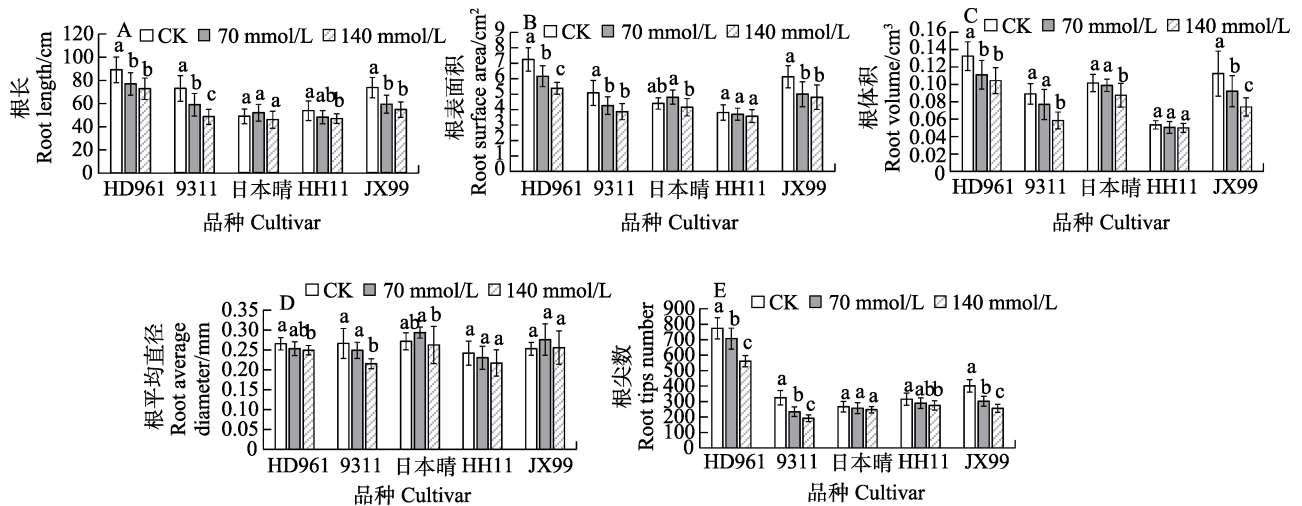 A
CK 70 mmol/L 140 mmol/L
根长
Root length/cm
120
100
80
60
40
20
0
a b b a b c a a a a ab b a b b
HD961 9311 日本晴 HH11 JX99
品种 Cultivar
B
CK 70 mmol/L 140 mmol/L
根表面积
Root surface area/cm²
9
8
7
6
5
4
3
2
1
0
a b c a b b ab a b a a a a b b
HD961 9311 日本晴 HH11 JX99
品种 Cultivar
C
CK 70 mmol/L 140 mmol/L
根体积
Root volume/cm³
0.16
0.14
0.12
0.10
0.08
0.06
0.04
0.02
0
a b b a a b a a b a a a a b c
HD961 9311 日本晴 HH11 JX99
品种 Cultivar
D
CK 70 mmol/L 140 mmol/L
根平均直径
Root average
diameter/mm
0.35
0.30
0.25
0.20
0.15
0.10
0.05
0
a ab b a a b ab a b a a a a a a
HD961 9311 日本晴 HH11 JX99
品种 Cultivar
E
CK 70 mmol/L 140 mmol/L
根尖数
Root tips number
900
800
700
600
500
400
300
200
100
0
a b c a b c a a a a ab b a b c
HD961 9311 日本晴 HH11 JX99
品种 Cultivar